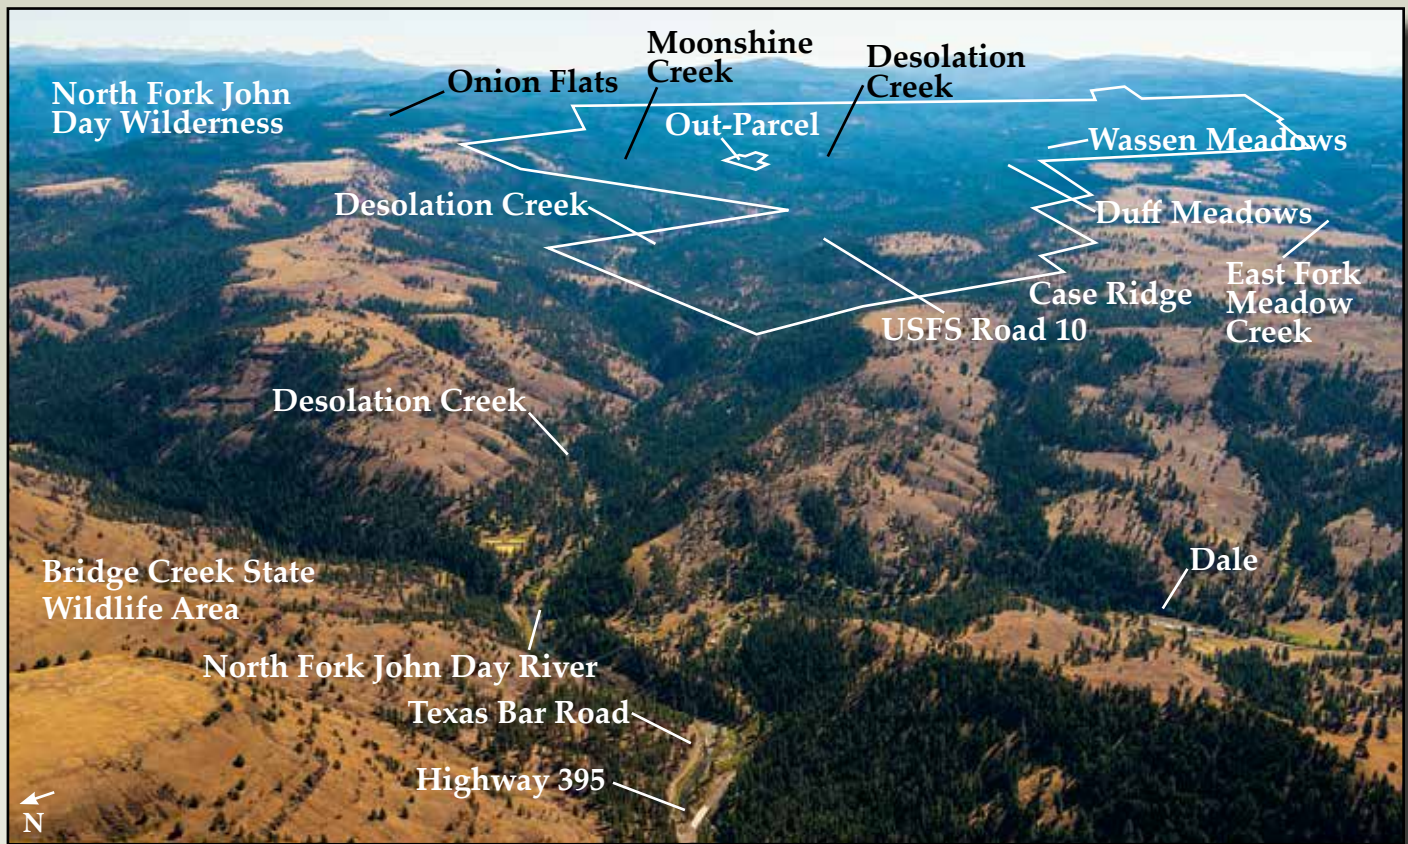 Moonshine
Creek
Desolation
Creek
Onion Flats
North Fork John
Day Wilderness
Out-Parcel
Wassen Meadows
Desolation Creek
Duff Meadows
East Fork
Meadow
Creek
Case Ridge
USFS Road 10
Desolation Creek
Dale
Bridge Creek State
Wildlife Area
North Fork John Day River
Texas Bar Road
Highway 395
N